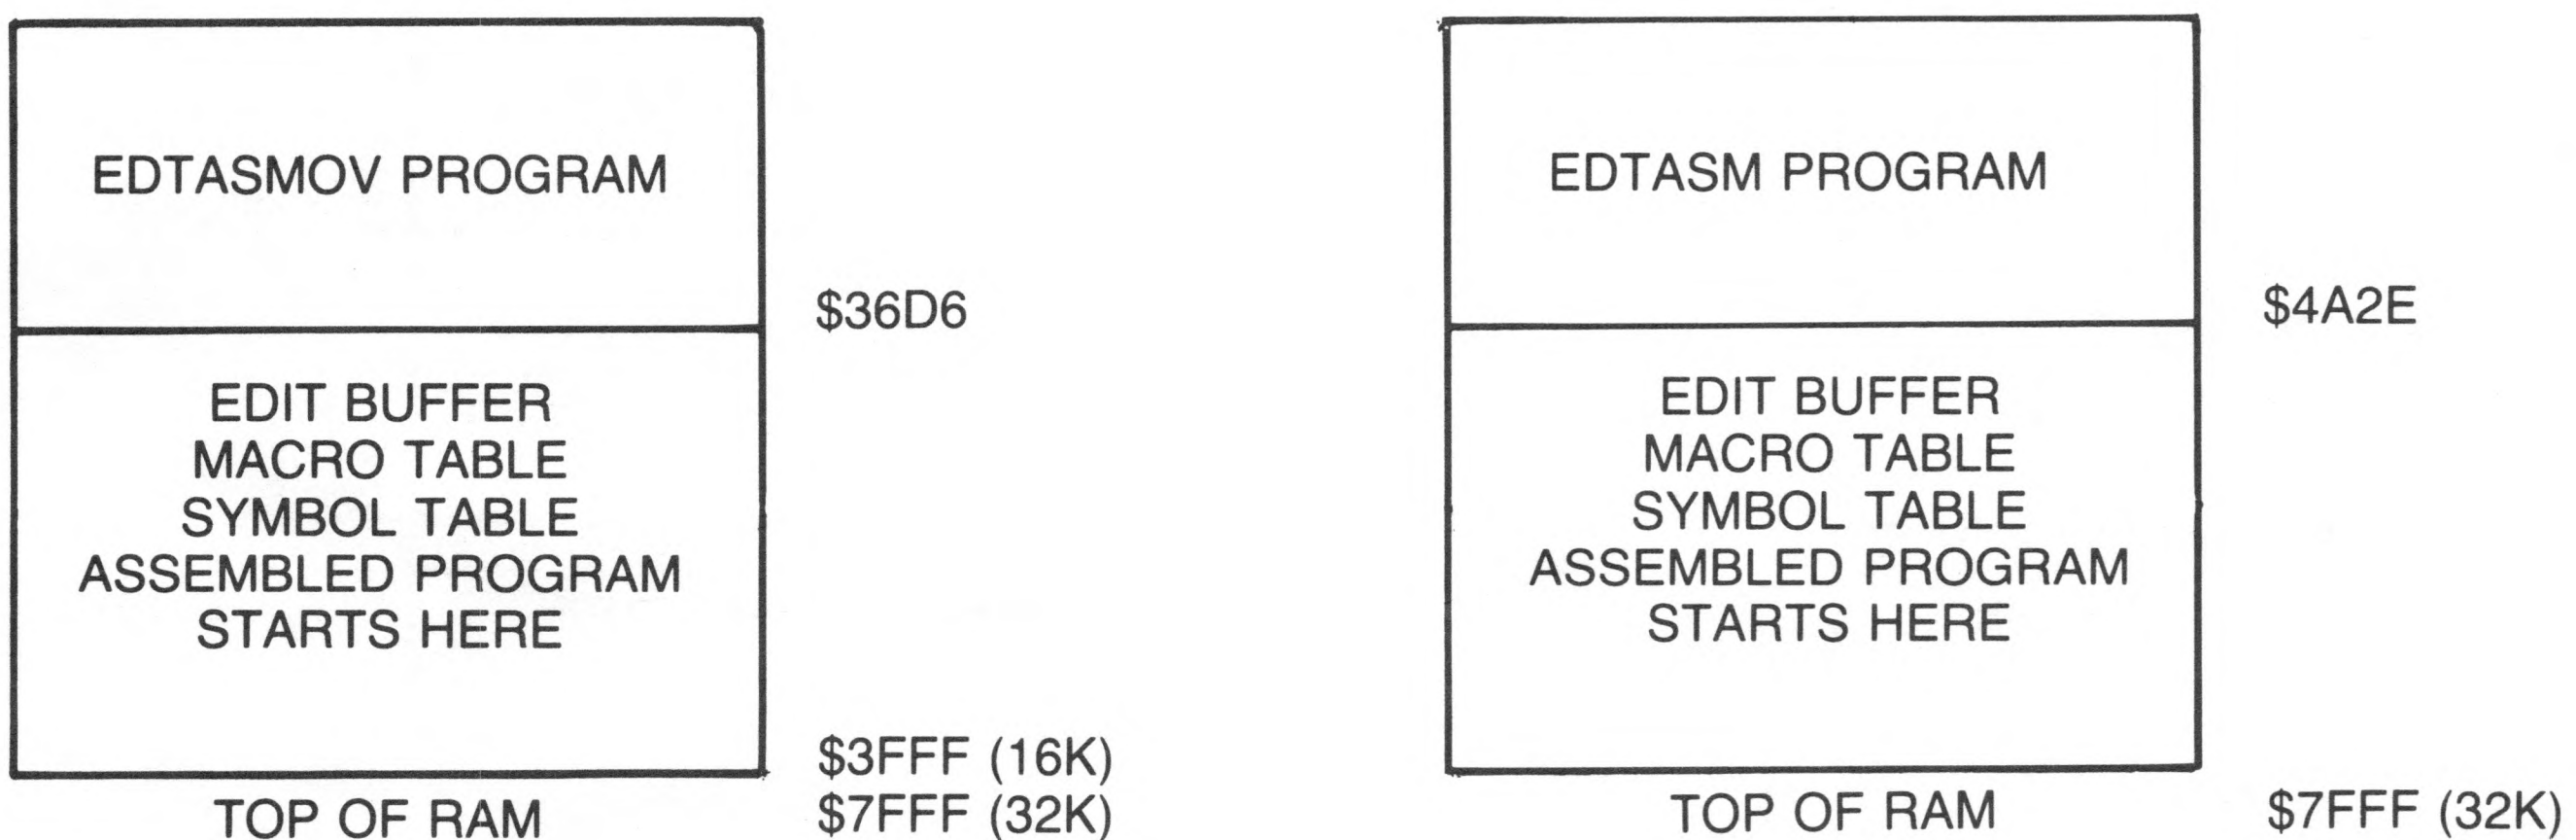 EDTASMOV PROGRAM
$36D6
EDIT BUFFER
MACRO TABLE
SYMBOL TABLE
ASSEMBLED PROGRAM
STARTS HERE
$3FFF (16K)
TOP OF RAM
$7FFF (32K)
EDTASM PROGRAM
$4A2E
EDIT BUFFER
MACRO TABLE
SYMBOL TABLE
ASSEMBLED PROGRAM
STARTS HERE
TOP OF RAM
$7FFF (32K)